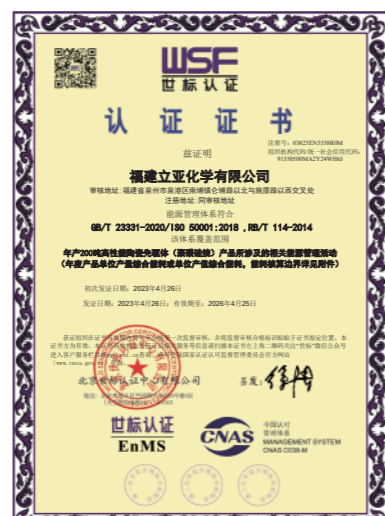 WSF
世标认证
认证证书
注册号：03823EN3538R0M
组织机构代码/统一社会信用代码：
91350500MA2Y24WH6J
兹证明
福建立亚化学有限公司
审核地址：福建省泉州市泉港区南埔镇仑埔路以北与施厝路以西交叉处
注册地址：同审核地址
能源管理体系符合
GB/T 23331-2020/ISO 50001:2018 , RB/T 114-2014
该体系覆盖范围
年产200吨高性能陶瓷先驱体（聚碳硅烷）产品所涉及的相关能源管理活动
（年度产品单位产量综合能耗或单位产值综合能耗，能耗核算边界详见附件）
初次发证日期：2023年4月26日
发证日期：2023年4月26日；有效期至：2026年4月25日
北京世标认证中心有限公司
签发：
世标认证
EnMS
CNAS
中国认可
管理体系
MANAGEMENT SYSTEM
CNAS C038-M